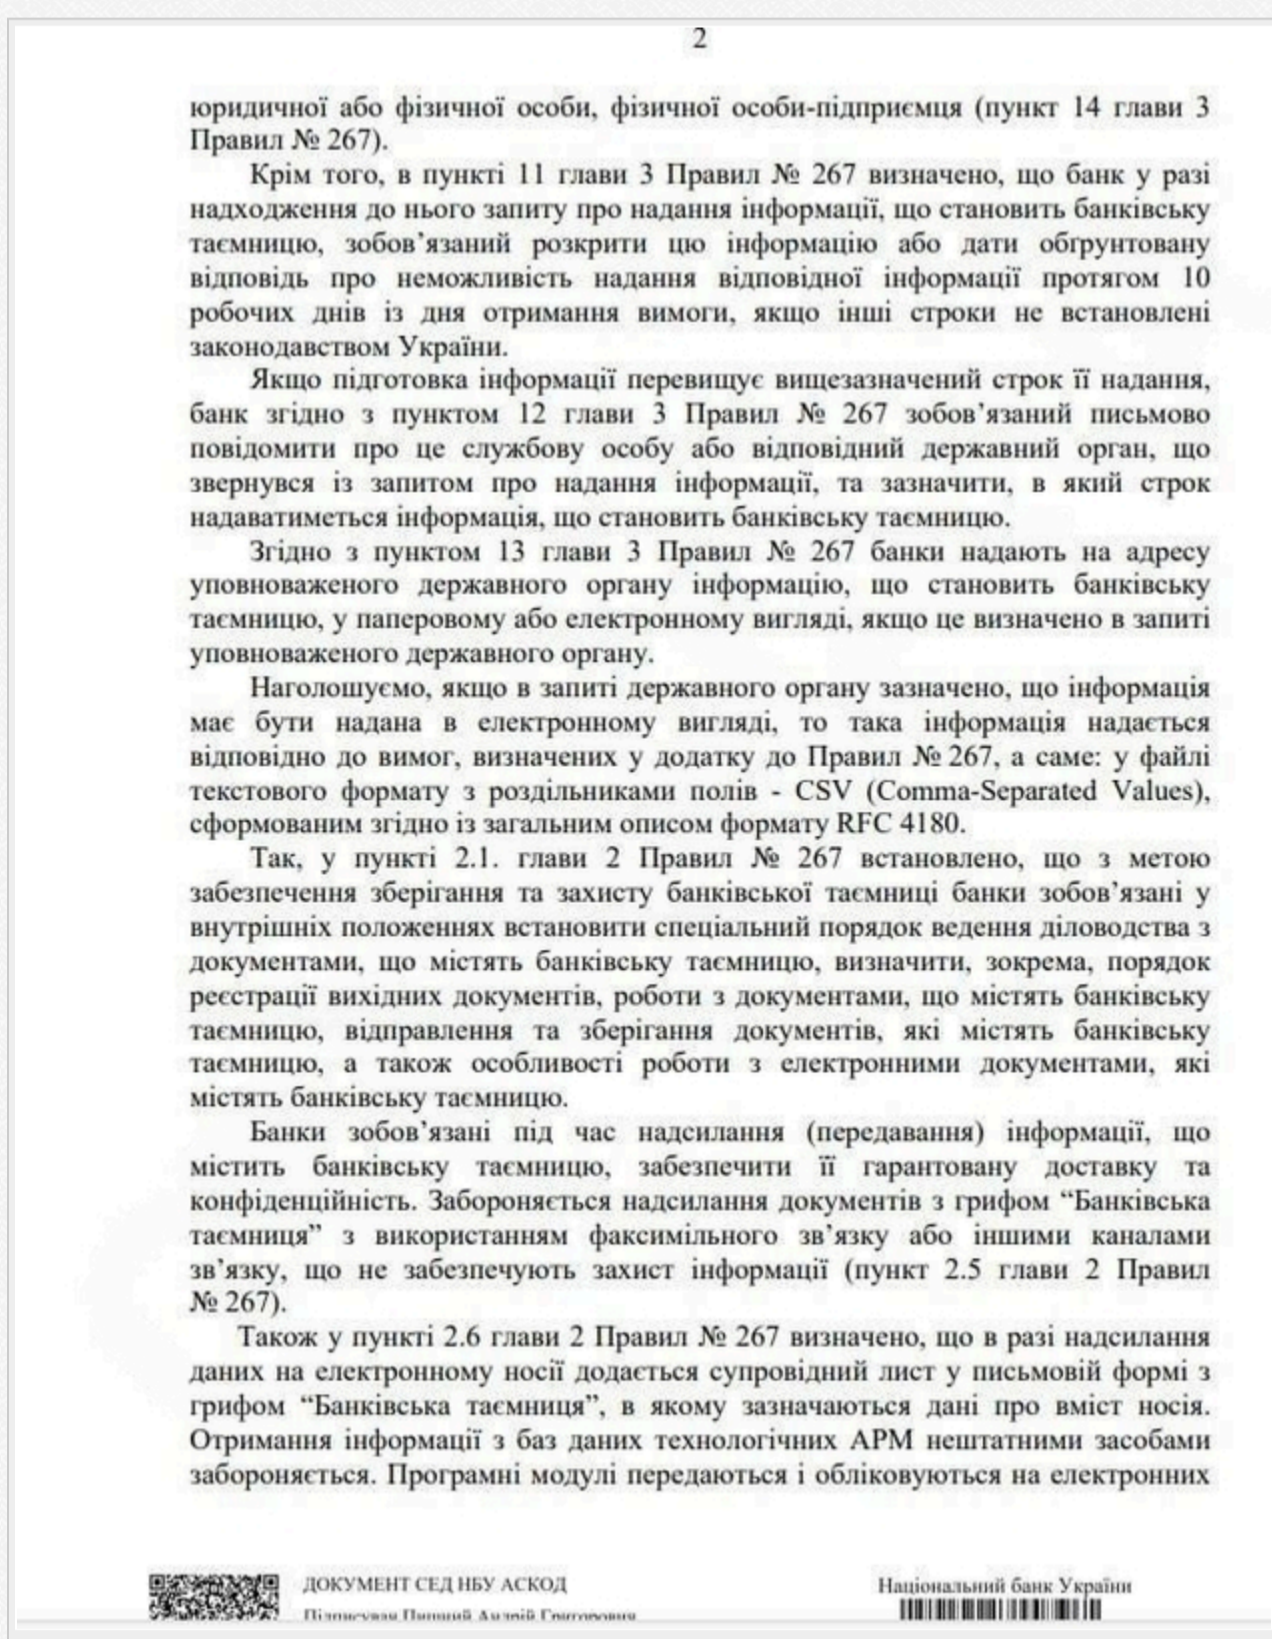 2
юридичної або фізичної особи, фізичної особи-підприємця (пункт 14 глави 3
Правил № 267).
Крім того, в пункті 11 глави 3 Правил № 267 визначено, що банк у разі
надходження до нього запиту про надання інформації, що становить банківську
таємницю, зобов’язаний розкрити цю інформацію або дати обґрунтовану
відповідь про неможливість надання відповідної інформації протягом 10
робочих днів із дня отримання вимоги, якщо інші строки не встановлені
законодавством України.
Якщо підготовка інформації перевищує вищезазначений строк її надання,
банк згідно з пунктом 12 глави 3 Правил № 267 зобов’язаний письмово
повідомити про це службову особу або відповідний державний орган, що
звернувся із запитом про надання інформації, та зазначити, в який строк
надаватиметься інформація, що становить банківську таємницю.
Згідно з пунктом 13 глави 3 Правил № 267 банки надають на адресу
уповноваженого державного органу інформацію, що становить банківську
таємницю, у паперовому або електронному вигляді, якщо це визначено в запиті
уповноваженого державного органу.
Наголошуємо, якщо в запиті державного органу зазначено, що інформація
має бути надана в електронному вигляді, то така інформація надається
відповідно до вимог, визначених у додатку до Правил № 267, а саме: у файлі
текстового формату з роздільниками полів - CSV (Comma-Separated Values),
сформованим згідно із загальним описом формату RFC 4180.
Так, у пункті 2.1. глави 2 Правил № 267 встановлено, що з метою
забезпечення зберігання та захисту банківської таємниці банки зобов’язані у
внутрішніх положеннях встановити спеціальний порядок ведення діловодства з
документами, що містять банківську таємницю, визначити, зокрема, порядок
реєстрації вихідних документів, роботи з документами, що містять банківську
таємницю, відправлення та зберігання документів, які містять банківську
таємницю, а також особливості роботи з електронними документами, які
містять банківську таємницю.
Банки зобов’язані під час надсилання (передавання) інформації, що
містить банківську таємницю, забезпечити її гарантовану доставку та
конфіденційність. Забороняється надсилання документів з грифом “Банківська
таємниця” з використанням факсимільного зв’язку або іншими каналами
зв’язку, що не забезпечують захист інформації (пункт 2.5 глави 2 Правил
№ 267).
Також у пункті 2.6 глави 2 Правил № 267 визначено, що в разі надсилання
даних на електронному носії додається супровідний лист у письмовій формі з
грифом “Банківська таємниця”, в якому зазначаються дані про вміст носія.
Отримання інформації з баз даних технологічних АРМ нештатними засобами
забороняється. Програмні модулі передаються і обліковуються на електронних
ДОКУМЕНТ СЕД НБУ АСКОД
Національний банк України
Підписувач Пишний Андрій Григорович